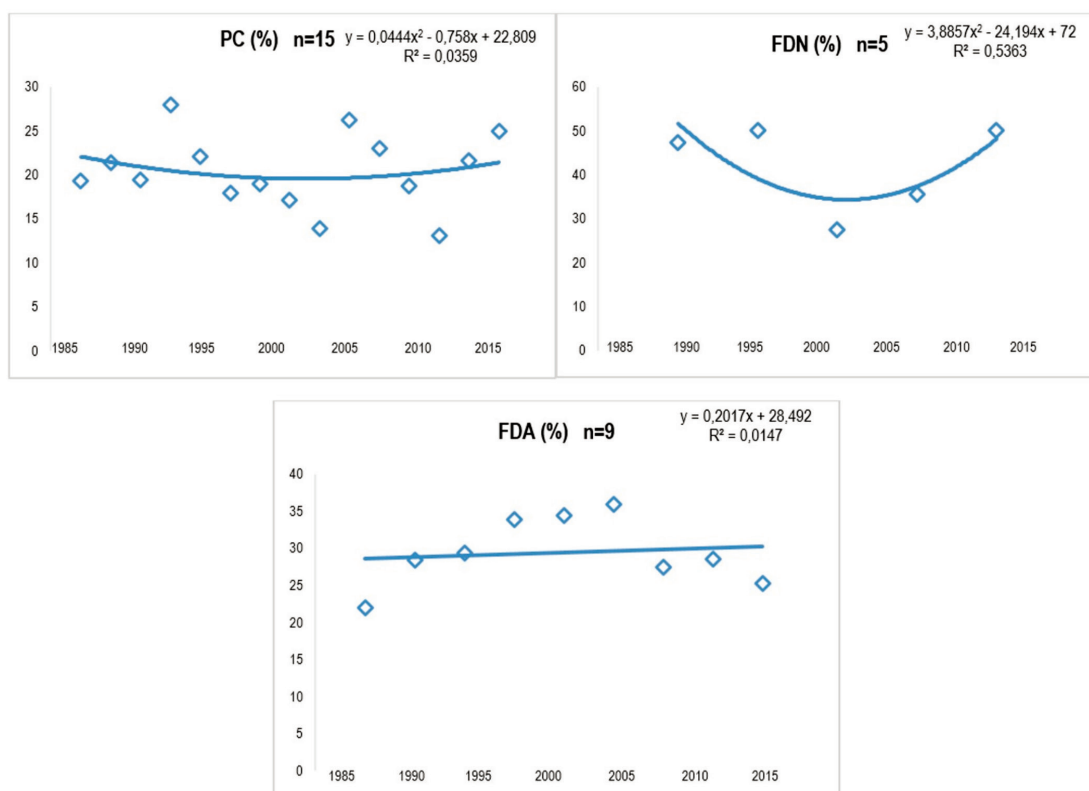 PC (%) n=15
y = 0,0444x² - 0,758x + 22,809
R² = 0,0359
30
25
20
15
10
5
0
1985 1990 1995 2000 2005 2010 2015
FDN (%) n=5
y = 3,8857x² - 24,194x + 72
R² = 0,5363
60
50
40
30
20
10
0
1985 1990 1995 2000 2005 2010 2015
FDA (%) n=9
y = 0,2017x + 28,492
R² = 0,0147
40
35
30
25
20
15
10
5
0
1985 1990 1995 2000 2005 2010 2015